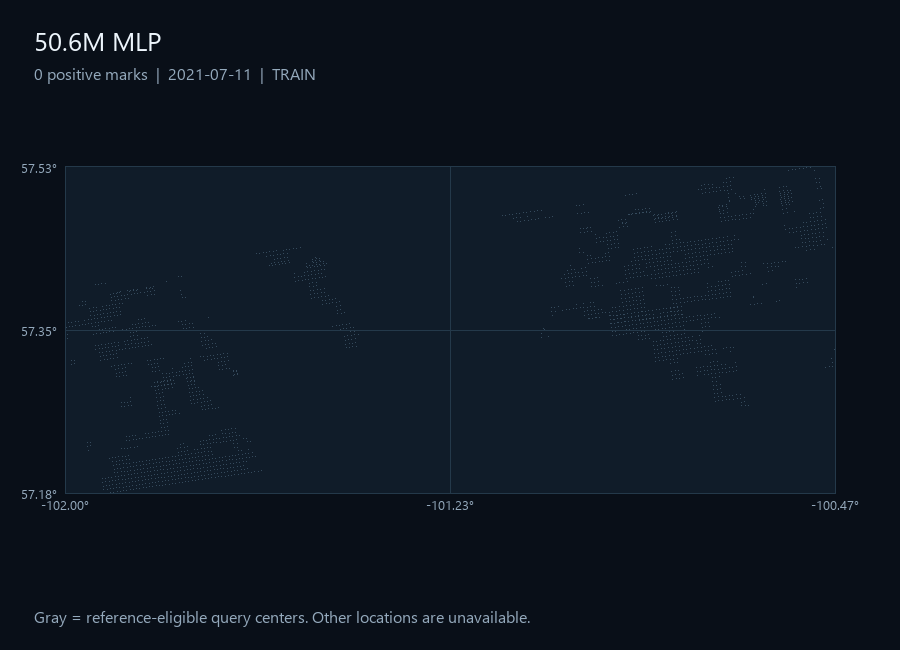 50.6M MLP
0 positive marks | 2021-07-11 | TRAIN
57.53°
57.35°
57.18°
-102.00°
-101.23°
-100.47°
Gray = reference-eligible query centers. Other locations are unavailable.